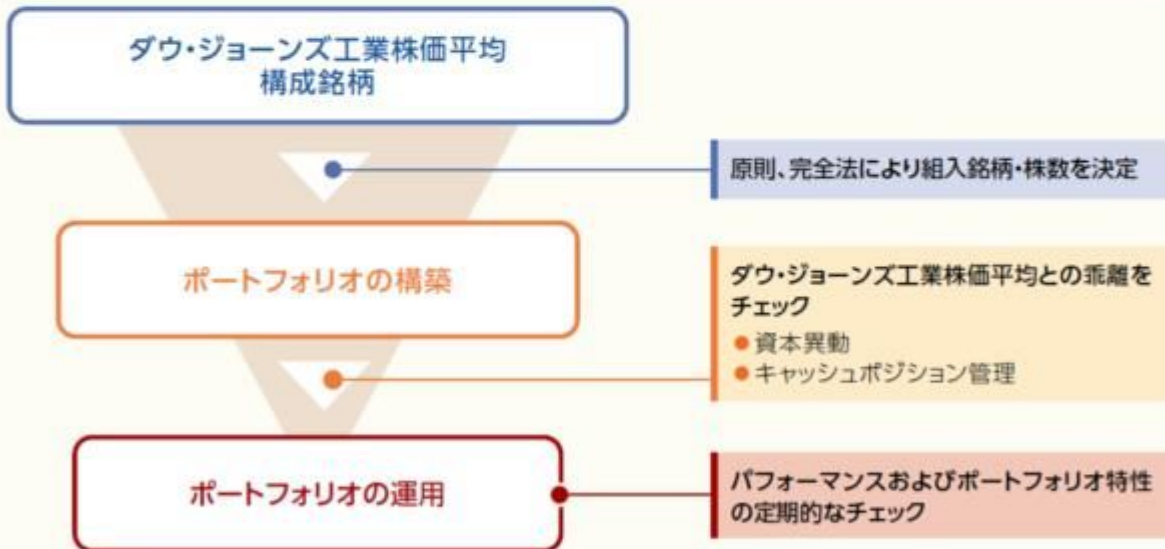 ダウ・ジョーンズ工業株価平均
構成銘柄
原則、完全法により組入銘柄・株数を決定
ポートフォリオの構築
ダウ・ジョーンズ工業株価平均との乖離を
チェック
●資本異動
●キャッシュポジション管理
ポートフォリオの運用
パフォーマンスおよびポートフォリオ特性
の定期的なチェック